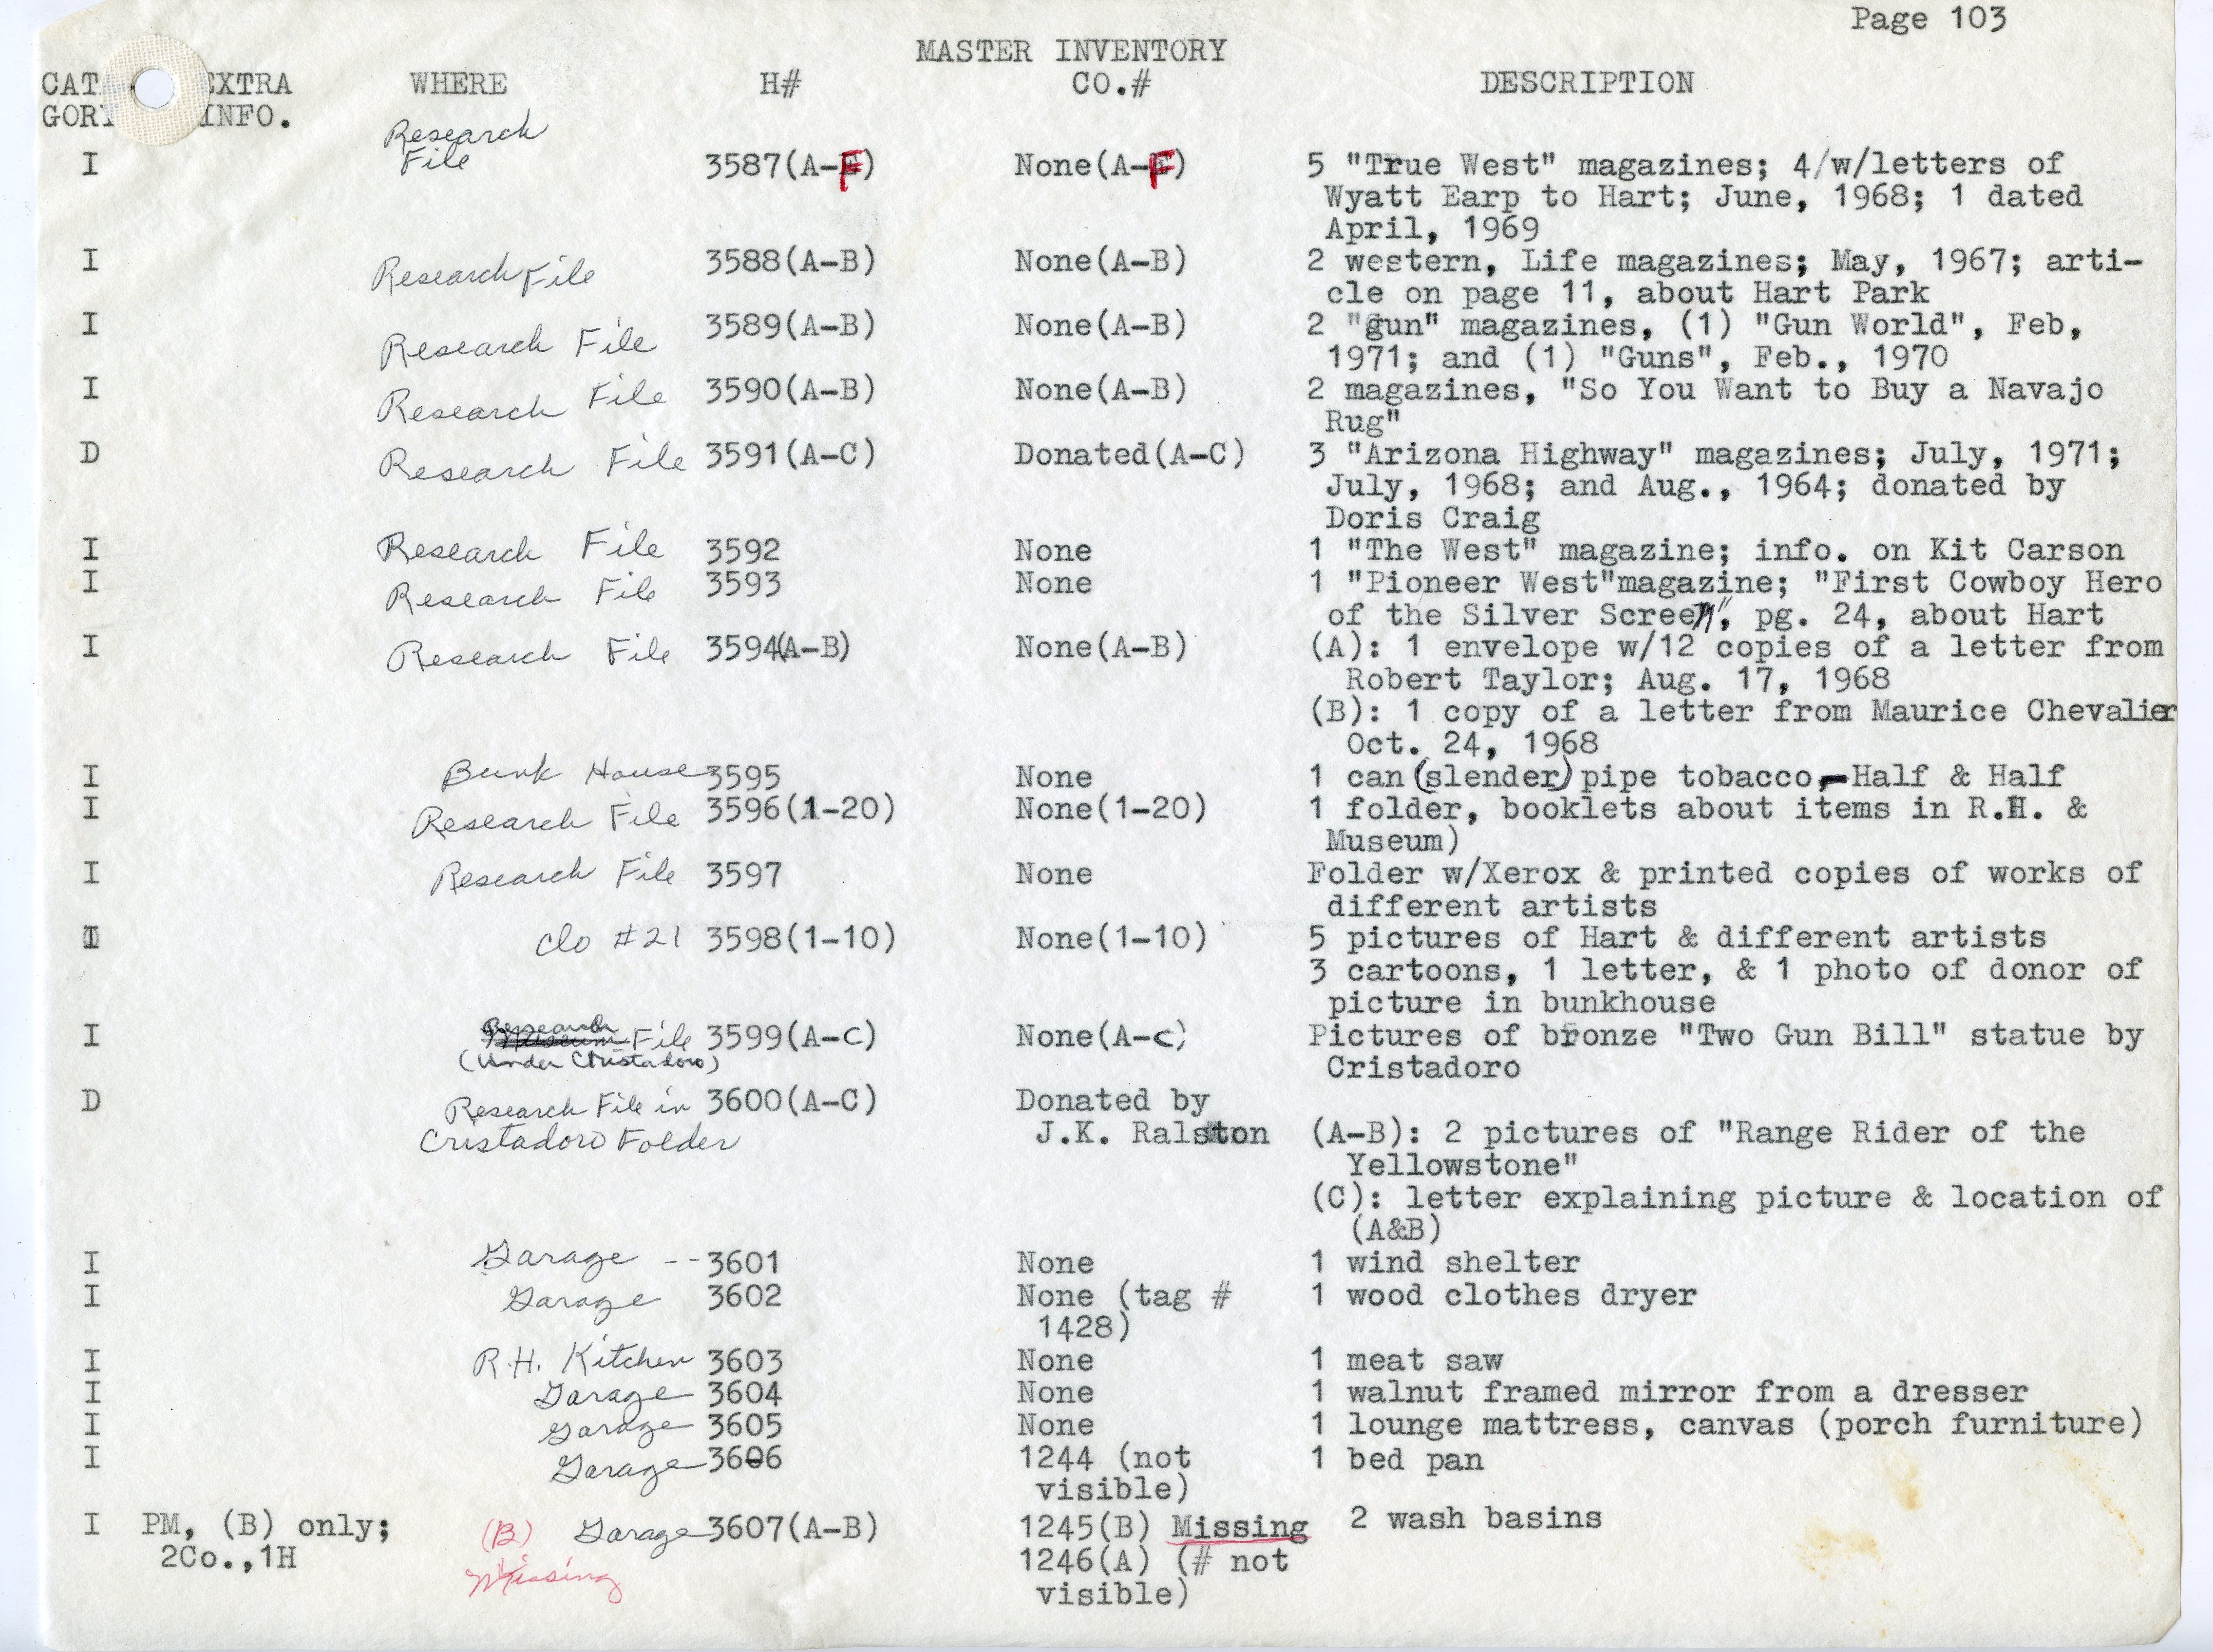 Page 103
MASTER INVENTORY
CAT EXTRA WHERE H# CO.# DESCRIPTION
GORY INFO.
Research
I File 3587(A-F) None(A-F) 5 "True West" magazines; 4/w/letters of
Wyatt Earp to Hart; June, 1968; 1 dated
April, 1969
I Research File 3588(A-B) None(A-B) 2 western, Life magazines; May, 1967; arti-
cle on page 11, about Hart Park
I Research File 3589(A-B) None(A-B) 2 "gun" magazines, (1) "Gun World", Feb,
1971; and (1) "Guns", Feb., 1970
I Research File 3590(A-B) None(A-B) 2 magazines, "So You Want to Buy a Navajo
Rug"
D Research File 3591(A-C) Donated(A-C) 3 "Arizona Highway" magazines; July, 1971;
July, 1968; and Aug., 1964; donated by
Doris Craig
I Research File 3592 None 1 "The West" magazine; info. on Kit Carson
I Research File 3593 None 1 "Pioneer West"magazine; "First Cowboy Hero
of the Silver Screen", pg. 24, about Hart
I Research File 3594(A-B) None(A-B) (A): 1 envelope w/12 copies of a letter from
Robert Taylor; Aug. 17, 1968
(B): 1 copy of a letter from Maurice Chevalier
Oct. 24, 1968
I Bunk House 3595 None 1 can (slender) pipe tobacco,-Half & Half
I Research File 3596(1-20) None(1-20) 1 folder, booklets about items in R.H. &
Museum)
I Research File 3597 None Folder w/Xerox & printed copies of works of
different artists
I clo #21 3598(1-10) None(1-10) 5 pictures of Hart & different artists
3 cartoons, 1 letter, & 1 photo of donor of
picture in bunkhouse
Research
I Museum File 3599(A-C) None(A-C) Pictures of bronze "Two Gun Bill" statue by
(Under Cristadoro) Cristadoro
D Research File in 3600(A-C) Donated by
Cristadoro Folder J.K. Ralston (A-B): 2 pictures of "Range Rider of the
Yellowstone"
(C): letter explaining picture & location of
(A&B)
I Garage -- 3601 None 1 wind shelter
I Garage 3602 None (tag # 1 wood clothes dryer
1428)
I R.H. Kitchen 3603 None 1 meat saw
I Garage 3604 None 1 walnut framed mirror from a dresser
I Garage 3605 None 1 lounge mattress, canvas (porch furniture)
I Garage 3606 1244 (not 1 bed pan
visible)
I PM, (B) only; (B) Garage 3607(A-B) 1245(B) Missing 2 wash basins
2Co.,1H Missing 1246(A) (# not
visible)